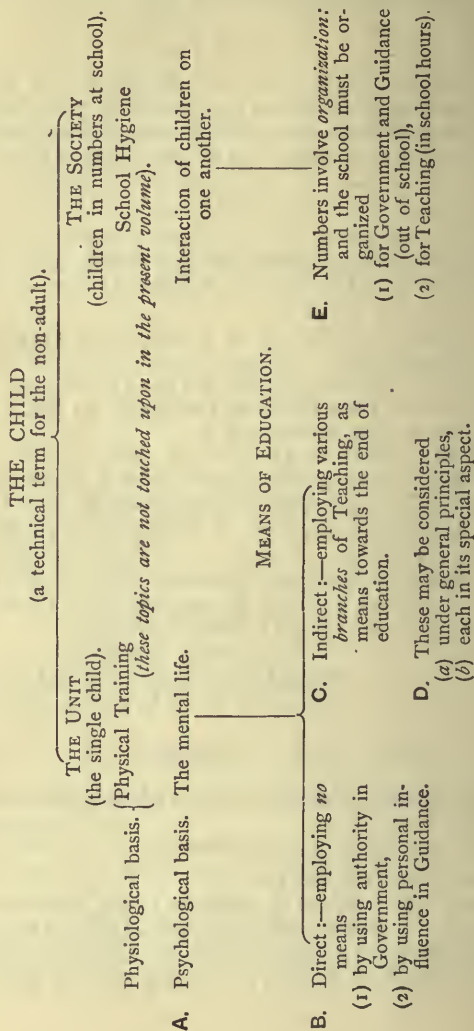 THE CHILD
(a technical term for the non-adult).
THE UNIT
(the single child).
THE SOCIETY
(children in numbers at school).
Physiological basis. Physical Training
School Hygiene
(these topics are not touched upon in the present volume).
A. Psychological basis. The mental life.
Interaction of children on
one another.
MEANS OF EDUCATION.
B. Direct:—employing no
means
(1) by using authority in
Government,
(2) by using personal in-
fluence in Guidance.
C. Indirect:—employing various
branches of Teaching, as
means towards the end of
education.
D. These may be considered
(a) under general principles,
(b) each in its special aspect.
E. Numbers involve organization:
and the school must be or-
ganized
(1) for Government and Guidance
(out of school),
(2) for Teaching (in school hours).